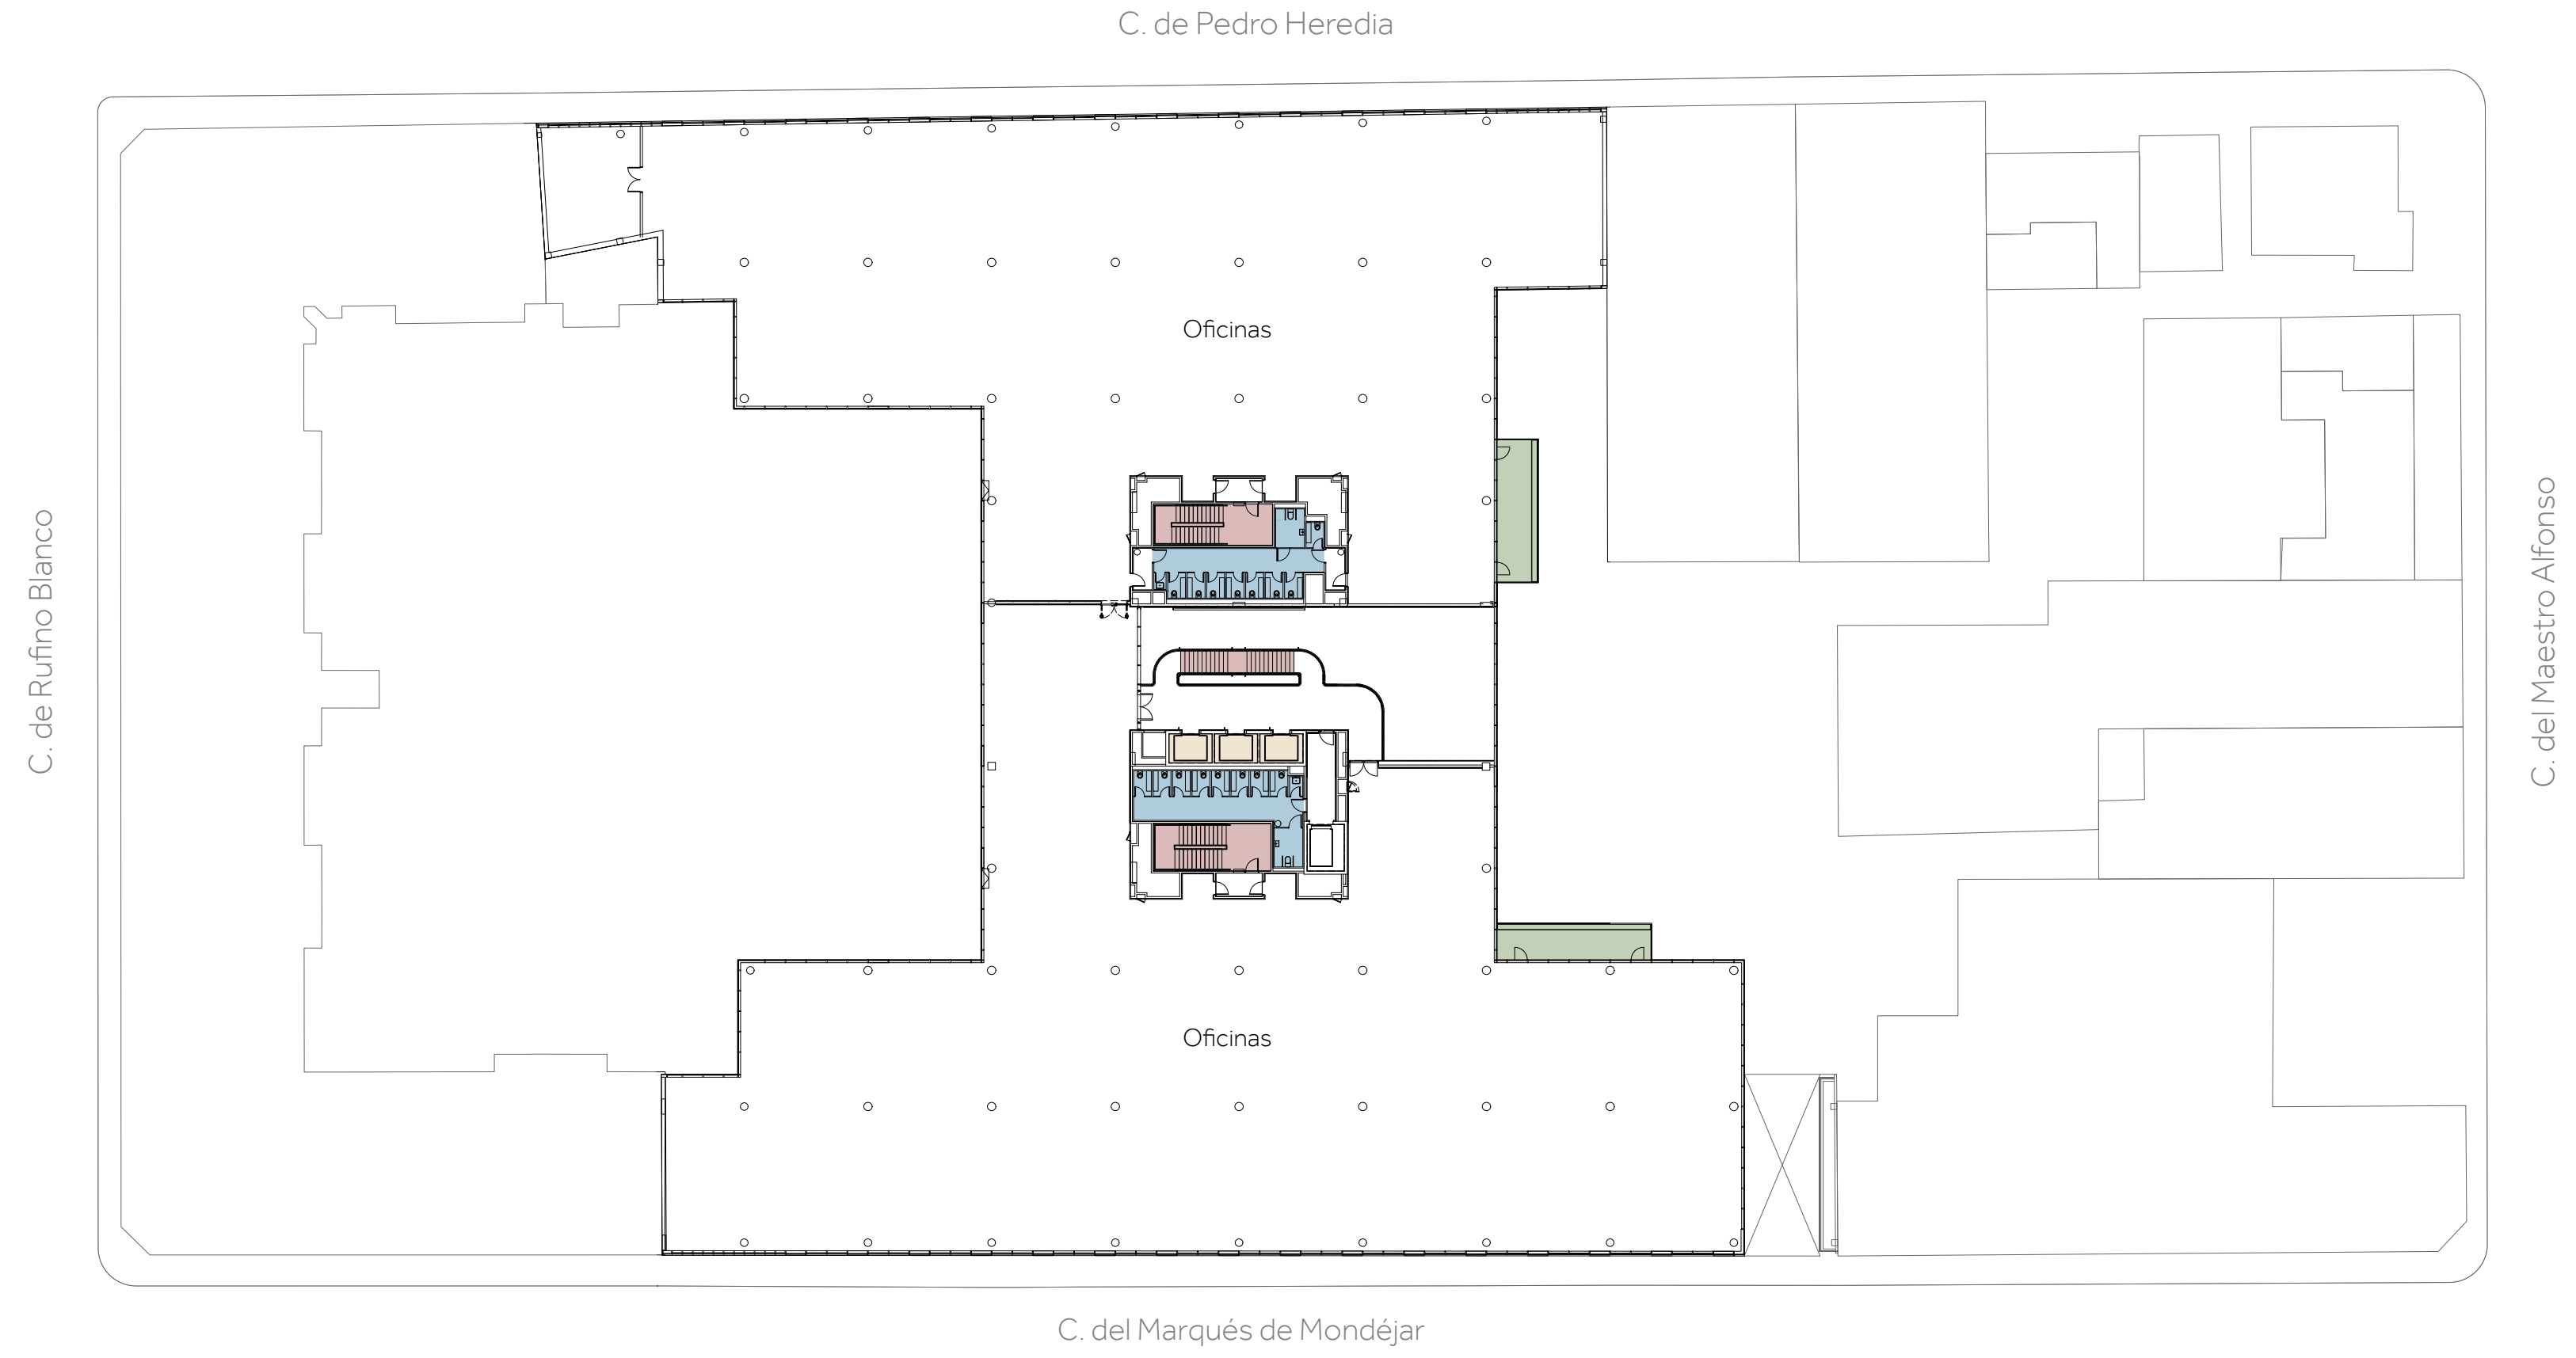 C. de Pedro Heredia
Oficinas
C. de Rufino Blanco
C. del Maestro Alfonso
Oficinas
C. del Marqués de Mondéjar